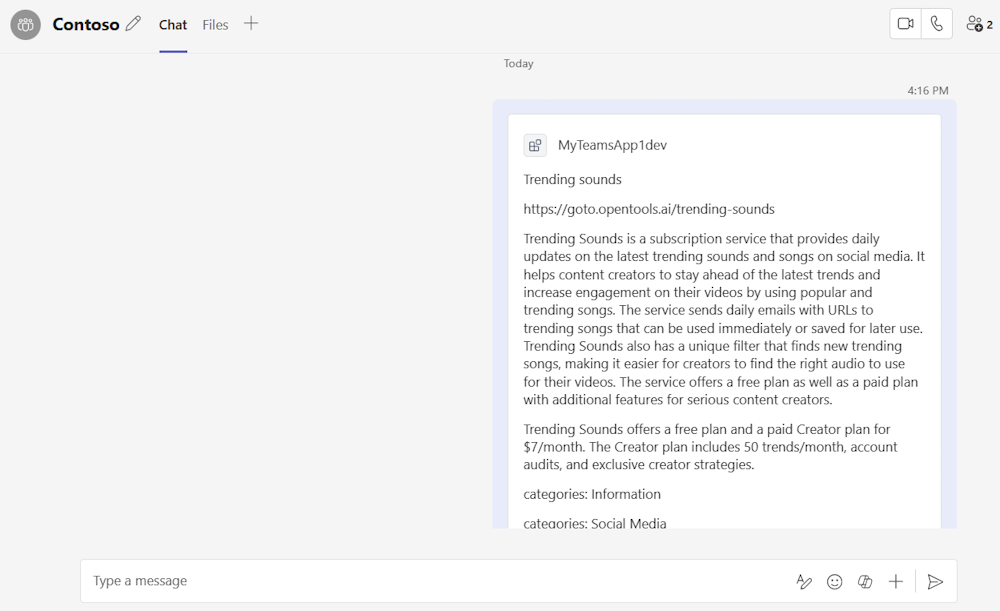 Contoso
Chat
Files
2
Today
4:16 PM
MyTeamsApp1dev
Trending sounds
https://goto.opentools.ai/trending-sounds
Trending Sounds is a subscription service that provides daily
updates on the latest trending sounds and songs on social media. It
helps content creators to stay ahead of the latest trends and
increase engagement on their videos by using popular and
trending songs. The service sends daily emails with URLs to
trending songs that can be used immediately or saved for later use.
Trending Sounds also has a unique filter that finds new trending
songs, making it easier for creators to find the right audio to use
for their videos. The service offers a free plan as well as a paid plan
with additional features for serious content creators.
Trending Sounds offers a free plan and a paid Creator plan for
$7/month. The Creator plan includes 50 trends/month, account
audits, and exclusive creator strategies.
categories: Information
categories: Social Media
Type a message